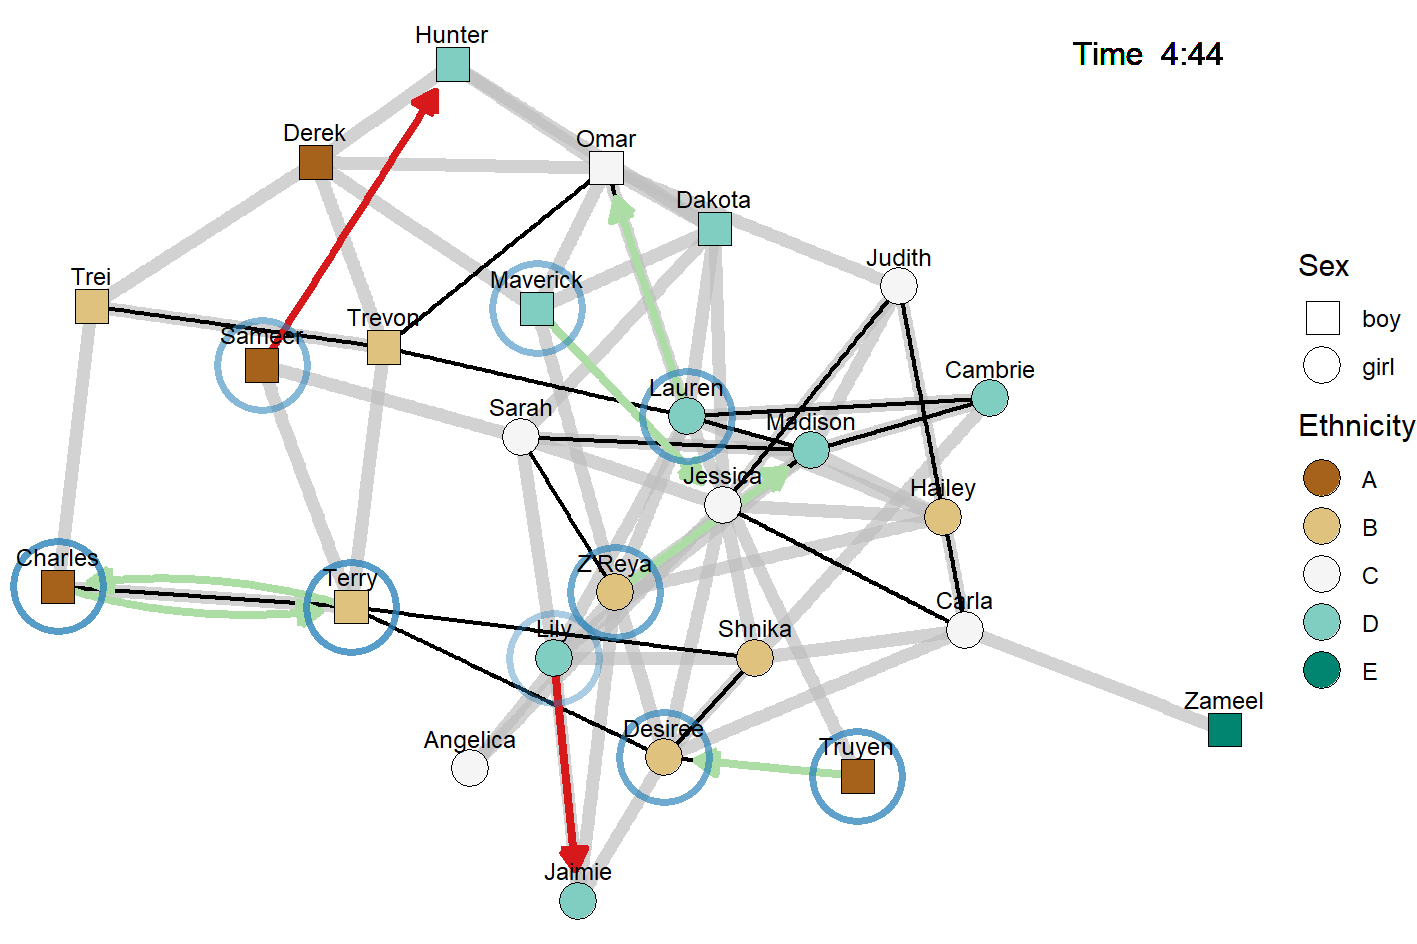 Hunter
Time 4:44
Derek
Omar
Dakota
Judith
Sex
Trei
Maverick
boy
Trevon
Sameer
girl
Cambrie
Lauren
Sarah
Madison
Ethnicity
Jessica
A
Hailey
B
Charles
Z'Reya
C
Terry
Carla
D
Lily
Shnika
E
Zameel
Angelica
Desiree
Truyen
Jaimie